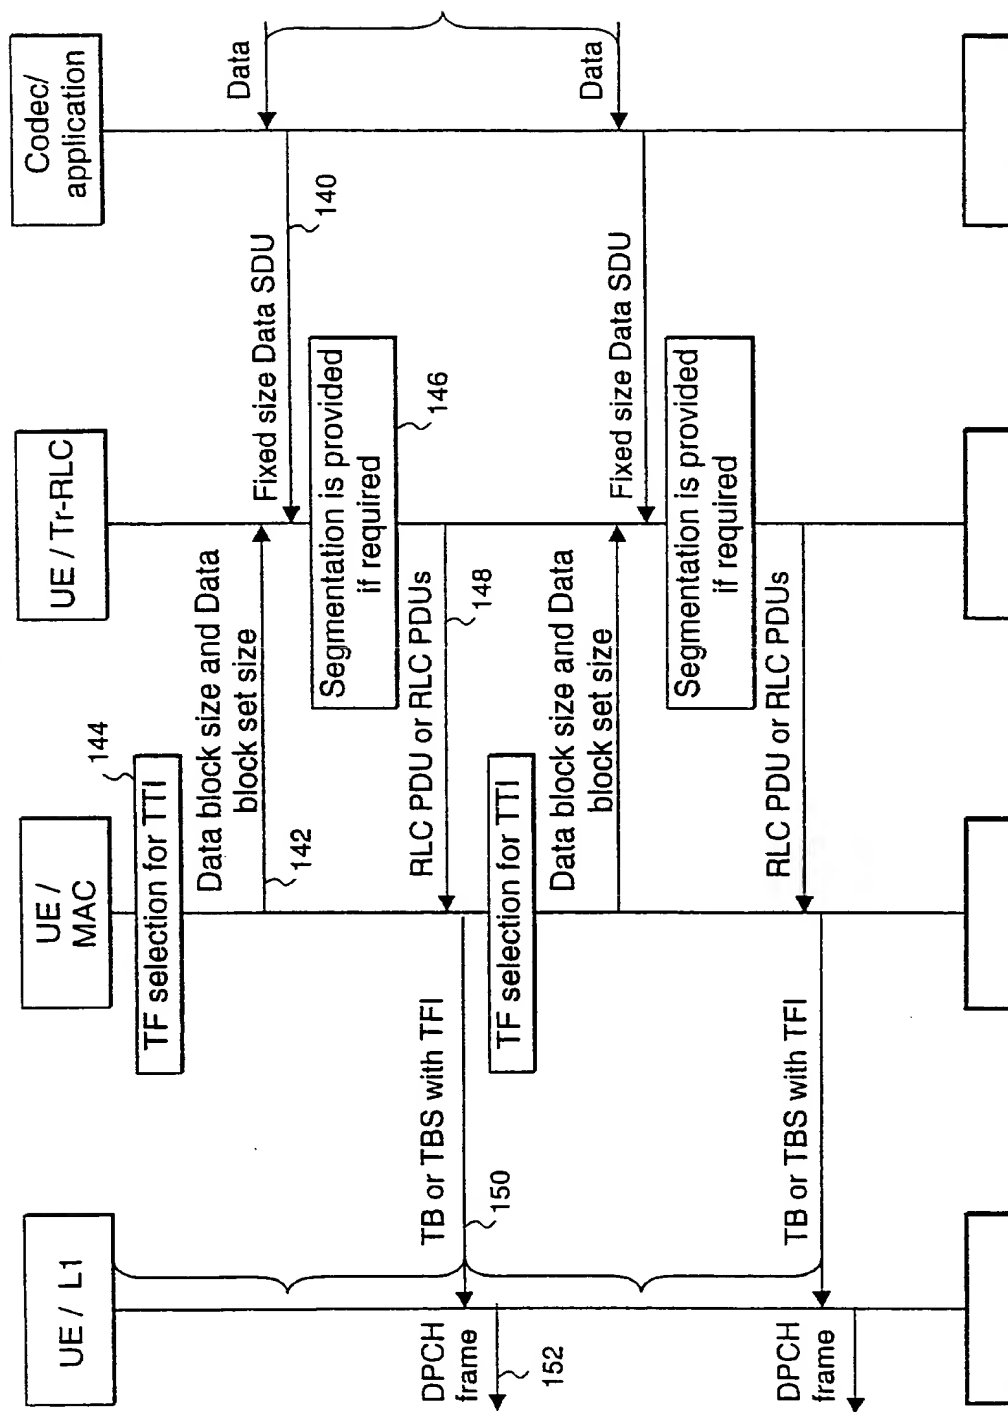 UE / L1
UE /
MAC
UE / Tr-RLC
Codec/
application
TF selection for TTI
144
Data
Data block size and Data
block set size
142
Fixed size Data SDU
140
Segmentation is provided
if required
146
RLC PDU or RLC PDUs
148
TB or TBS with TFI
150
DPCH
frame
152
TF selection for TTI
Data
Data block size and Data
block set size
Fixed size Data SDU
Segmentation is provided
if required
RLC PDU or RLC PDUs
TB or TBS with TFI
DPCH
frame